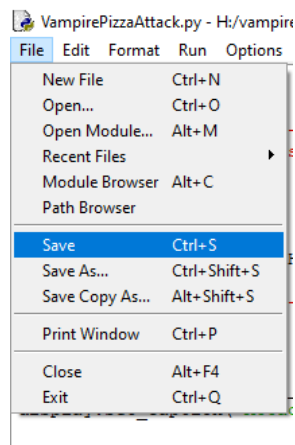 VampirePizzaAttack.py - H:/vampire
File Edit Format Run Options
New File Ctrl+N
Open... Ctrl+O
Open Module... Alt+M
Recent Files
Module Browser Alt+C
Path Browser
Save Ctrl+S
Save As... Ctrl+Shift+S
Save Copy As... Alt+Shift+S
Print Window Ctrl+P
Close Alt+F4
Exit Ctrl+Q